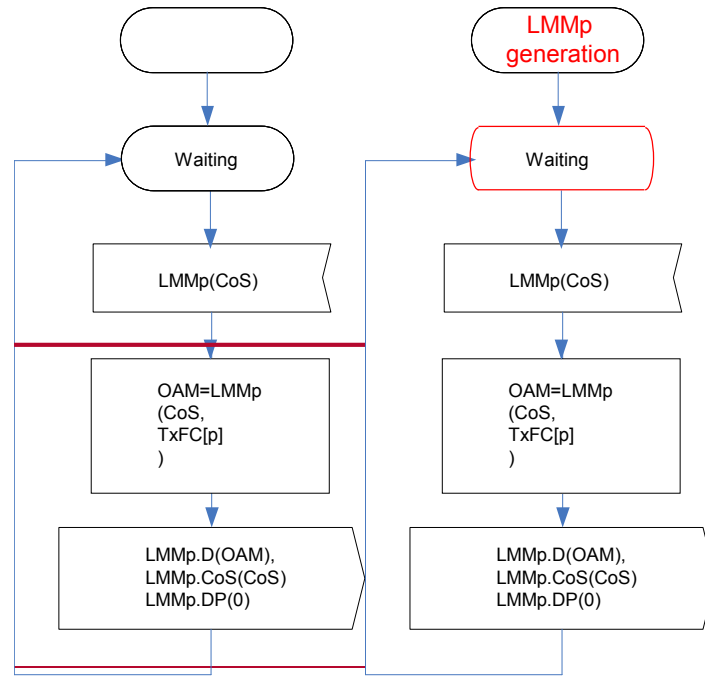 LMMp
generation
Waiting
Waiting
LMMp(CoS)
LMMp(CoS)
OAM=LMMp
(CoS,
TxFC[p]
)
OAM=LMMp
(CoS,
TxFC[p]
)
LMMp.D(OAM),
LMMp.CoS(CoS)
LMMp.DP(0)
LMMp.D(OAM),
LMMp.CoS(CoS)
LMMp.DP(0)